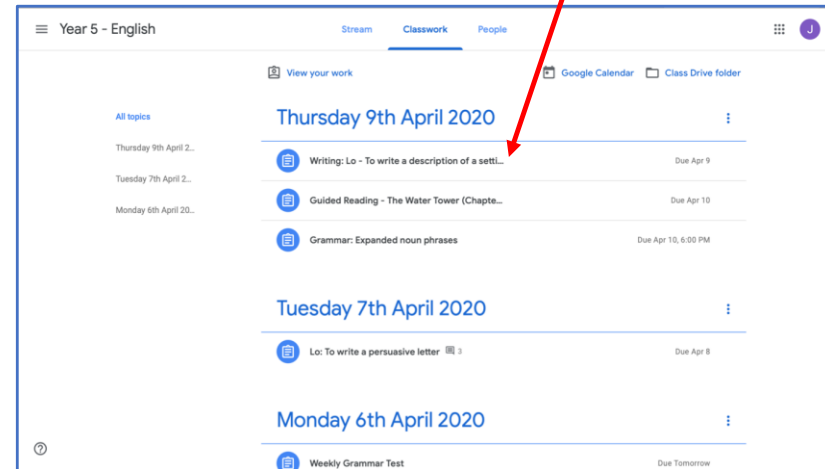 Year 5 - English
Stream Classwork People
J
View your work
Google Calendar Class Drive folder
All topics
Thursday 9th April 2...
Tuesday 7th April 2...
Monday 6th April 20...
Thursday 9th April 2020
Writing: Lo - To write a description of a setti... Due Apr 9
Guided Reading - The Water Tower (Chapte... Due Apr 10
Grammar: Expanded noun phrases Due Apr 10, 6:00 PM
Tuesday 7th April 2020
Lo: To write a persuasive letter 3 Due Apr 8
Monday 6th April 2020
Weekly Grammar Test Due Tomorrow